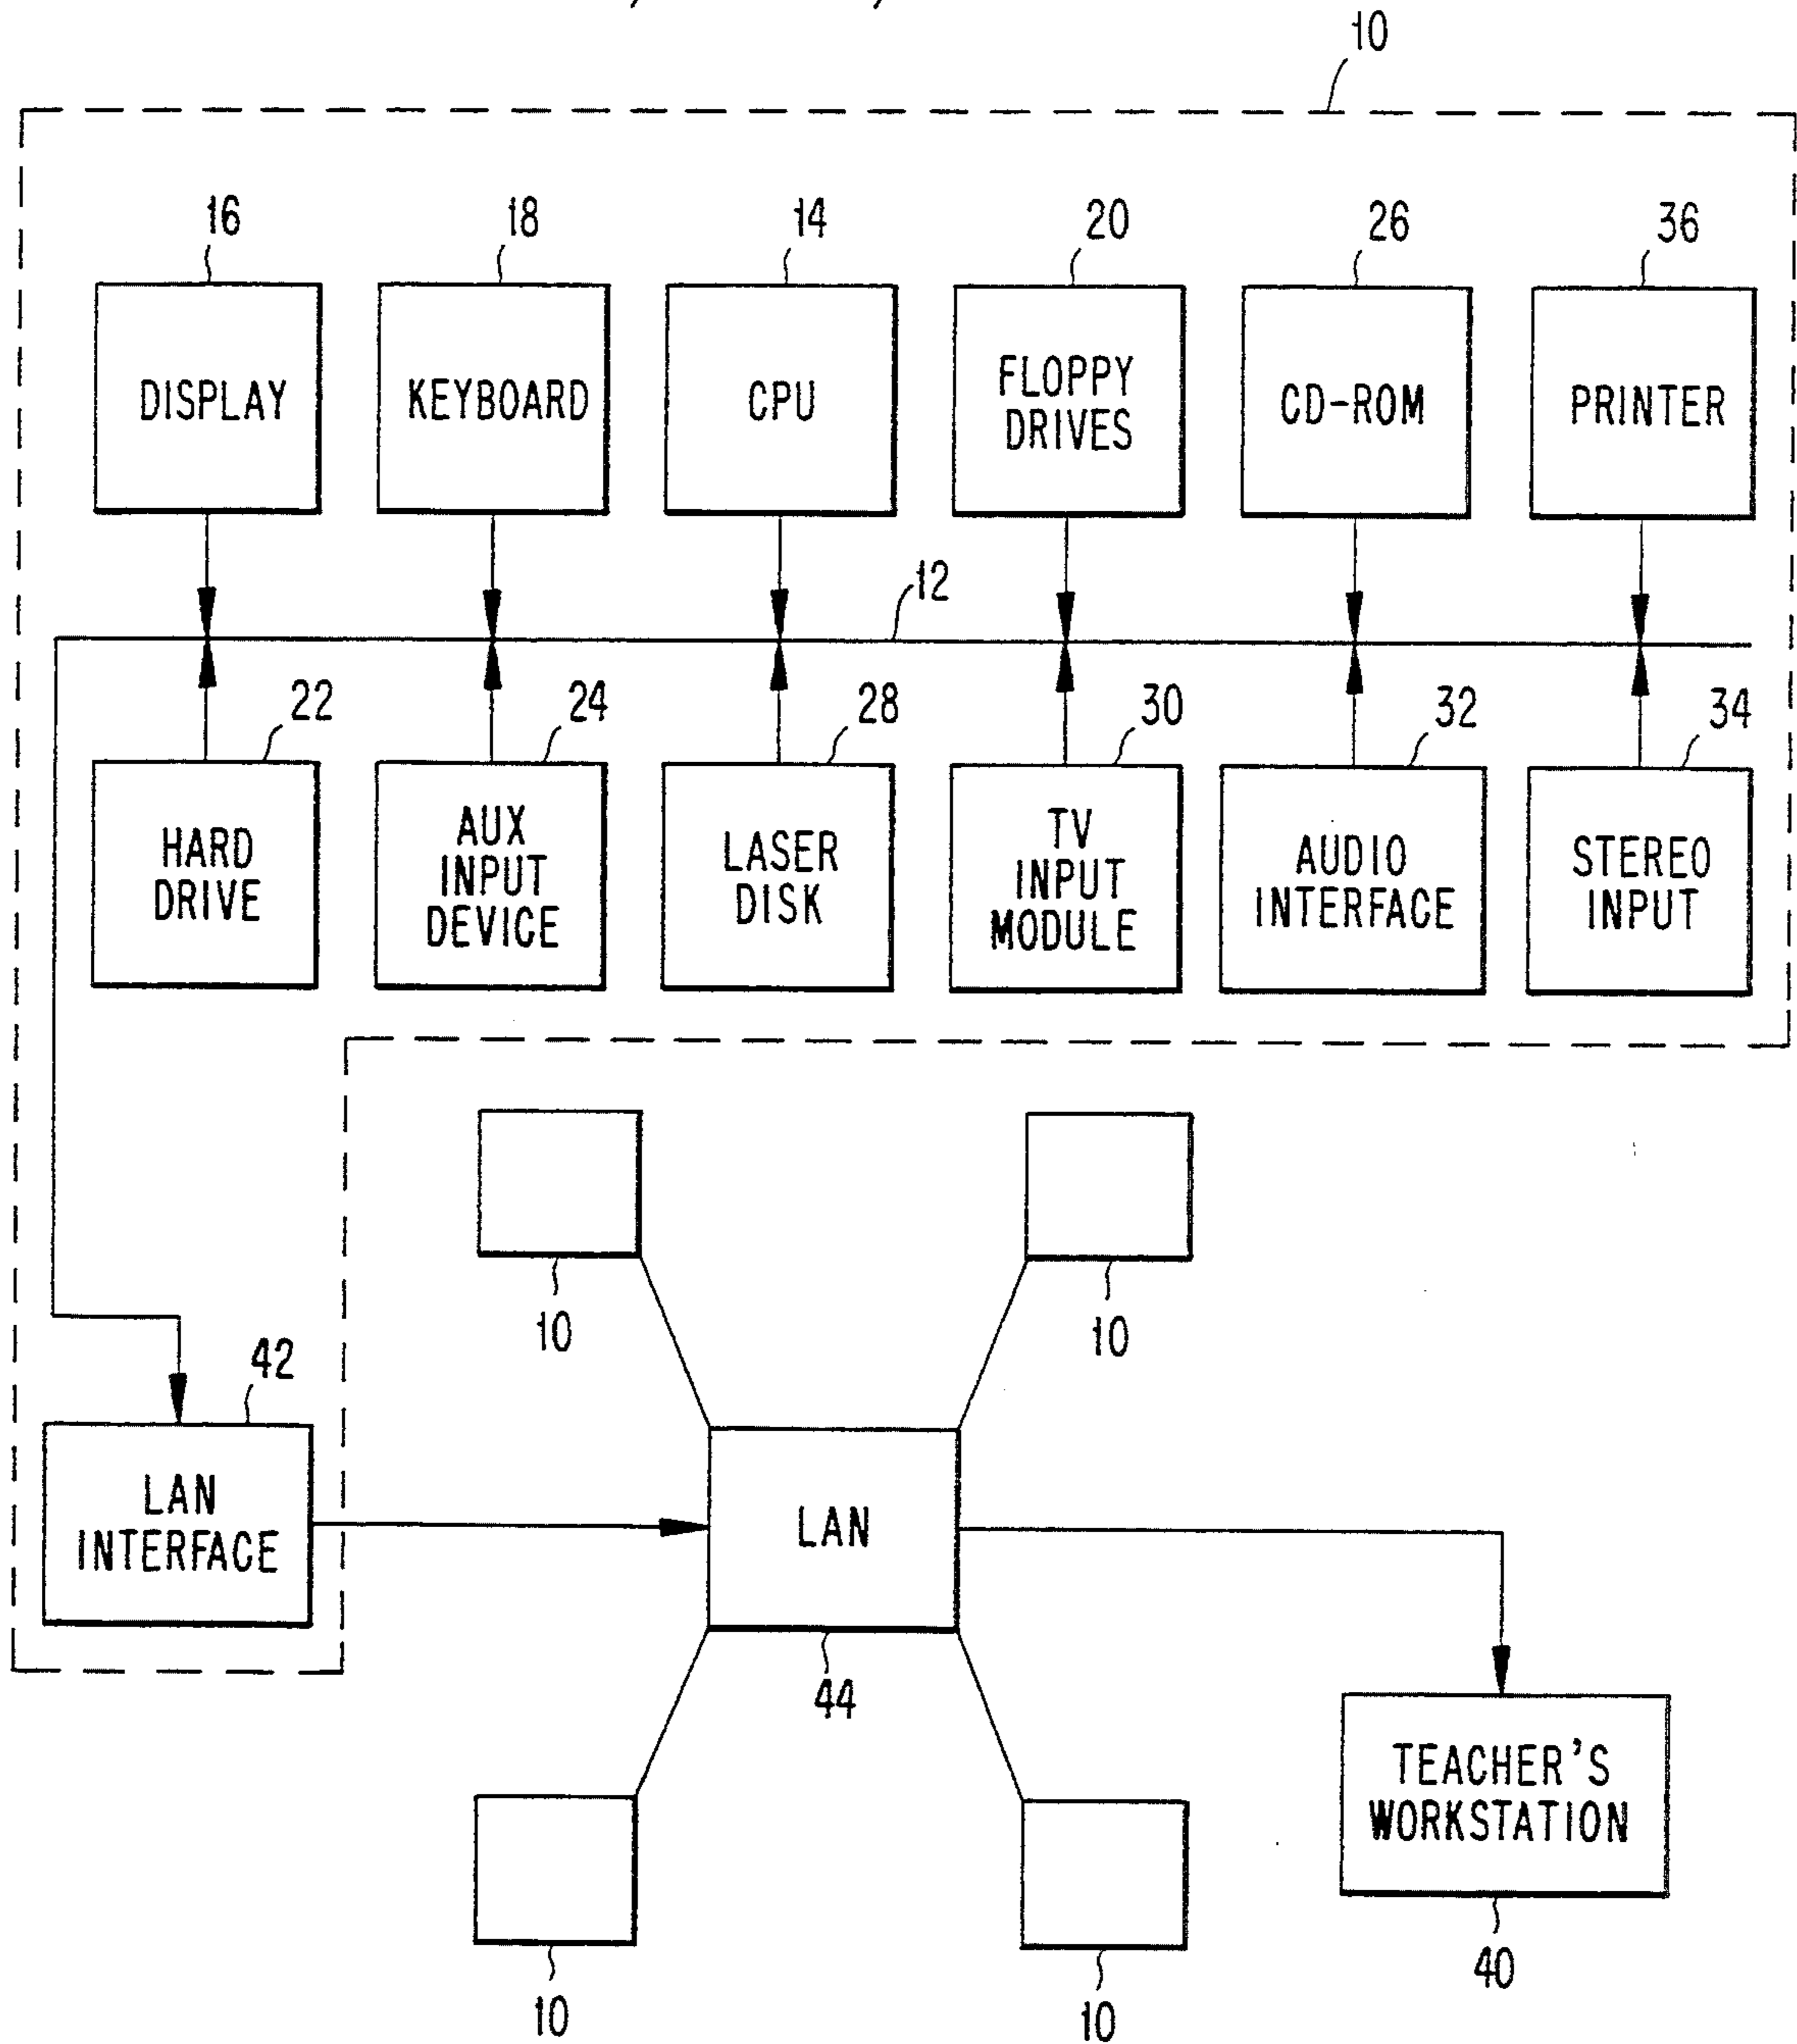 10
16
18
14
20
26
36
DISPLAY
KEYBOARD
CPU
FLOPPY
DRIVES
CD-ROM
PRINTER
12
22
24
28
30
32
34
HARD
DRIVE
AUX
INPUT
DEVICE
LASER
DISK
TV
INPUT
MODULE
AUDIO
INTERFACE
STEREO
INPUT
10
10
42
LAN
INTERFACE
LAN
44
TEACHER'S
WORKSTATION
40
10
10